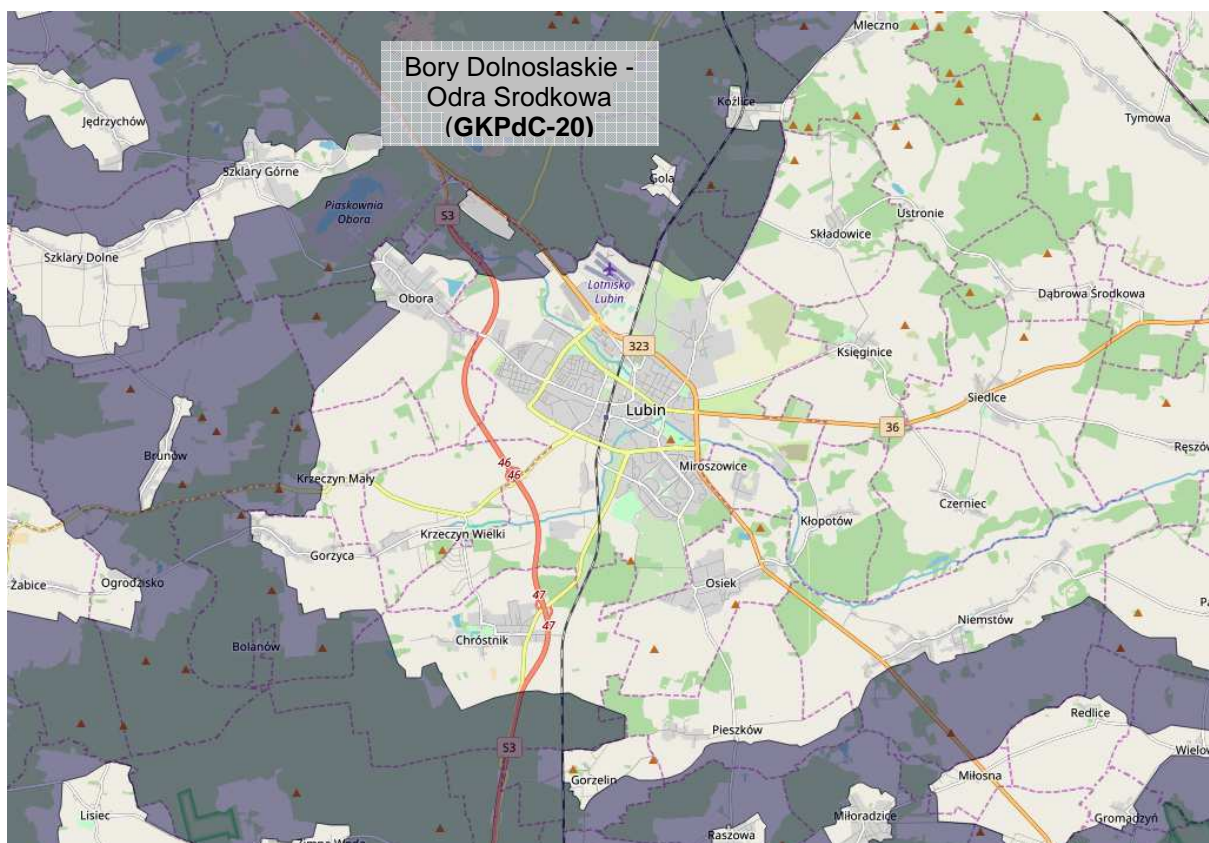 Bory Dolnoslaskie -
Odra Srodkowa
(GKPdC-20)
Mleczno
Jędrzychów
Koźlice
Tymowa
Szklary Górne
Gola
Piaskownia
Obora
S3
Ustronie
Składowice
Szklary Dolne
Obora
Lotnisko
Lubin
Dąbrowa Środkowa
323
Księginice
Lubin
Siedlce
36
Brunów
Miroszowice
46
46
Krzeczyn Mały
Czerniec
Kłopotów
Krzeczyn Wielki
Gorzyca
Żabice
Ogrodzisko
Osiek
47
47
Niemstów
Chróstnik
Bolanów
Redlice
Pieszków
S3
Gorzelin
Miłosna
Lisiec
Miłoradzice
Gromadzyń
Raszowa